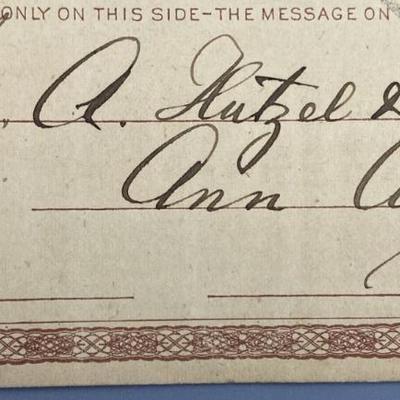 ONLY ON THIS SIDE-THE MESSAGE ON
. A. Hutzel &
Ann A